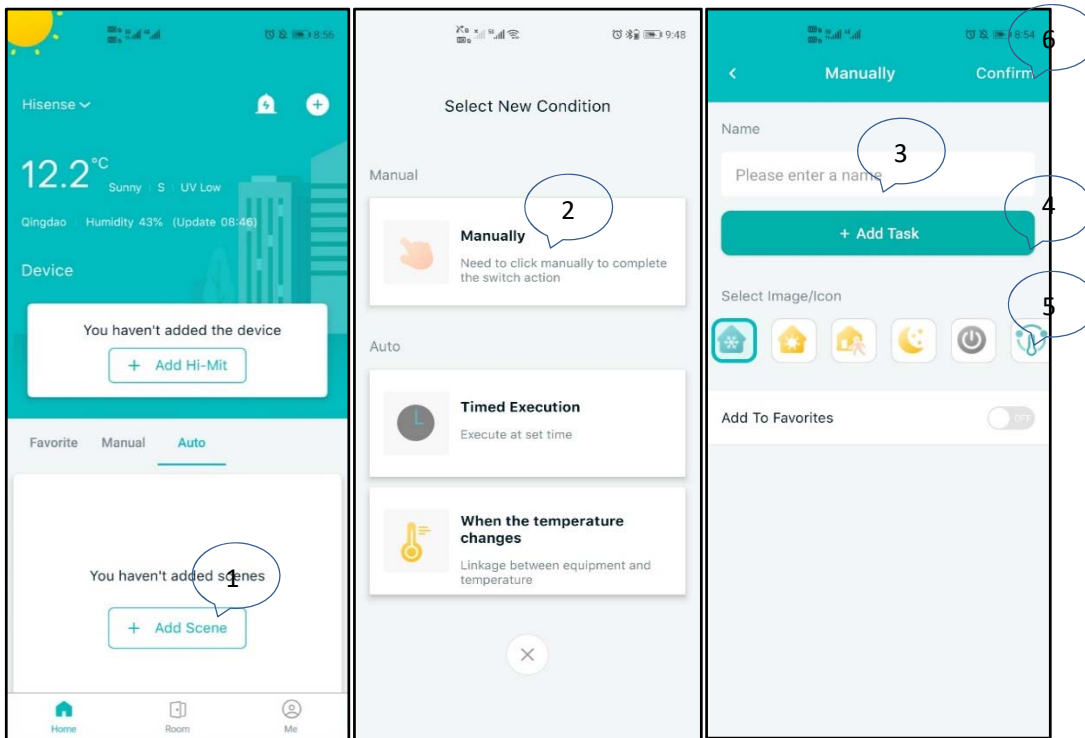 8:56
Hisense
12.2°C
Sunny S UV Low
Qingdao Humidity 43% (Update 08:46)
Device
You haven't added the device
+ Add Hi-Mit
Favorite Manual Auto
You haven't added scenes
1
+ Add Scene
Home Room Me
9:48
Select New Condition
Manual
2
Manually
Need to click manually to complete
the switch action
Auto
Timed Execution
Execute at set time
When the temperature
changes
Linkage between equipment and
temperature
8:54
6
Manually Confirm
Name
3
Please enter a name
4
+ Add Task
Select Image/Icon
5
Add To Favorites OFF